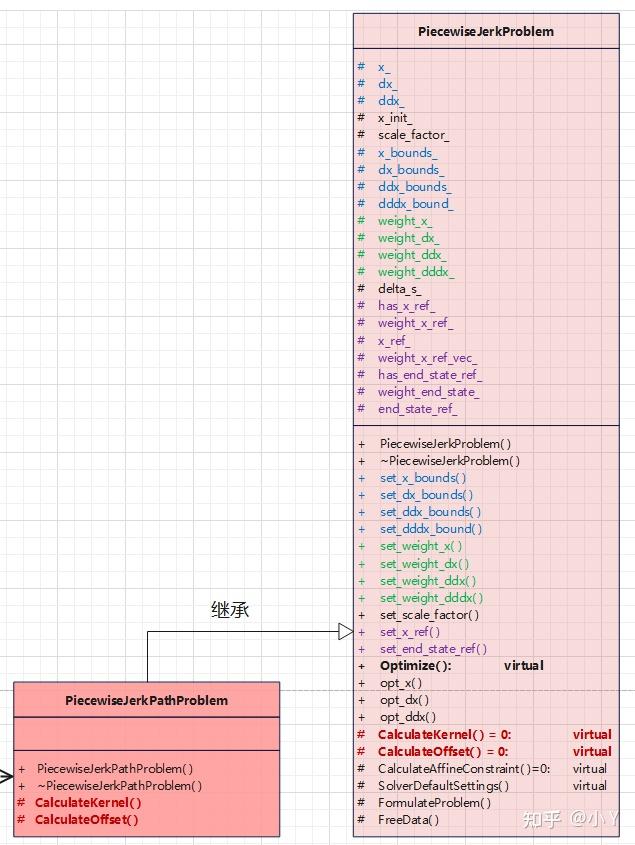 PiecewiseJerkProblem
# x_
# dx_
# ddx_
# x_init_
# scale_factor_
# x_bounds_
# dx_bounds_
# ddx_bounds_
# dddx_bound_
# weight_x_
# weight_dx_
# weight_ddx_
# weight_dddx_
# delta_s_
# has_x_ref_
# weight_x_ref_
# x_ref_
# weight_x_ref_vec_
# has_end_state_ref_
# weight_end_state_
# end_state_ref_
+ PiecewiseJerkProblem()
+ ~PiecewiseJerkProblem()
+ set_x_bounds()
+ set_dx_bounds()
+ set_ddx_bounds()
+ set_dddx_bound()
+ set_weight_x()
+ set_weight_dx()
+ set_weight_ddx()
+ set_weight_dddx()
+ set_scale_factor()
+ set_x_ref()
+ set_end_state_ref()
+ Optimize(): virtual
+ opt_x()
+ opt_dx()
+ opt_ddx()
# CalculateKernel() = 0: virtual
# CalculateOffset() = 0: virtual
# CalculateAffineConstraint()=0: virtual
# SolverDefaultSettings() virtual
# FormulateProblem()
# FreeData()
继承
PiecewiseJerkPathProblem
+ PiecewiseJerkPathProblem()
+ ~PiecewiseJerkPathProblem()
# CalculateKernel()
# CalculateOffset()
知乎 @小丫